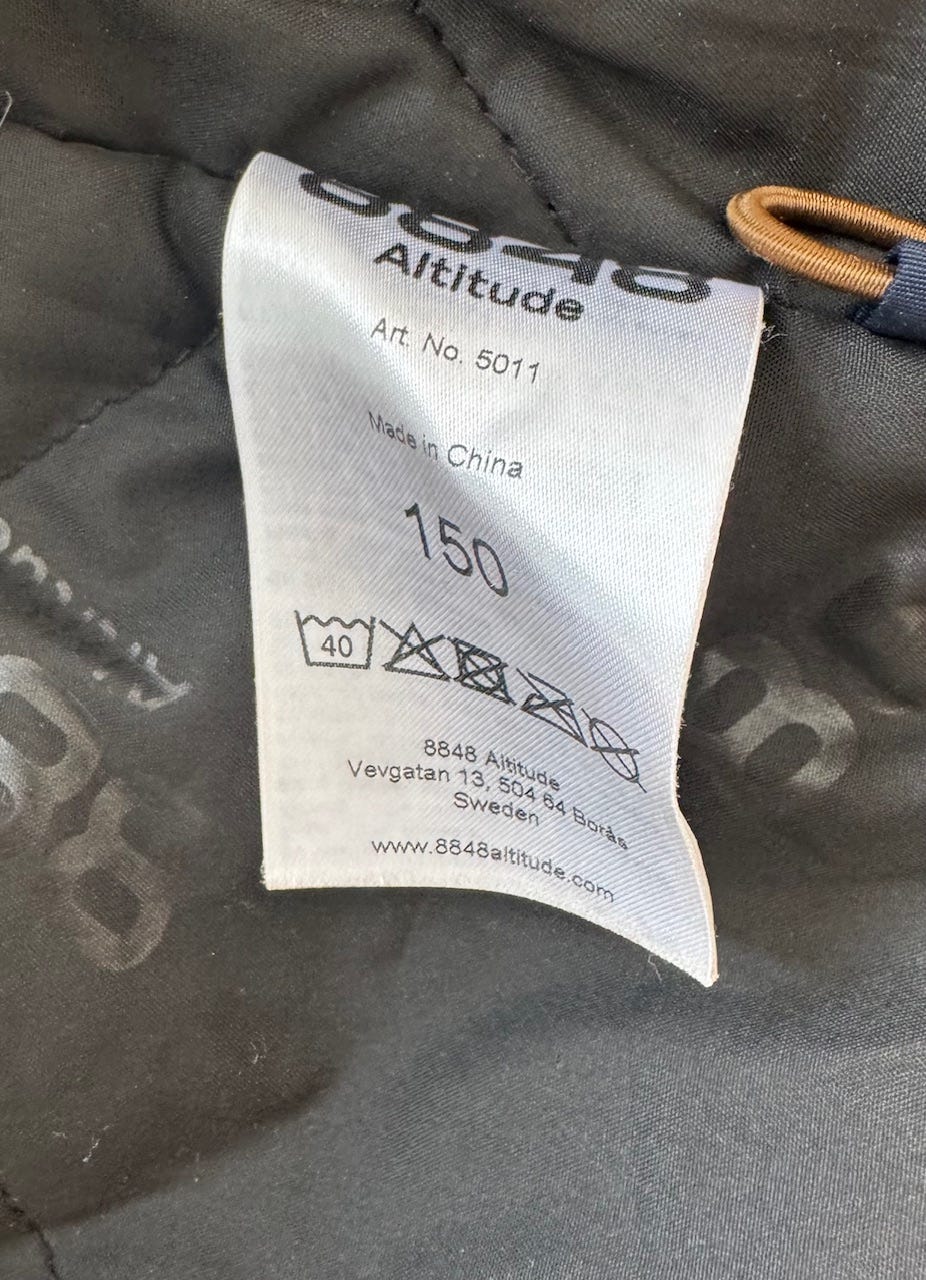 8848
Altitude
Art. No. 5011
Made in China
150
40
8848 Altitude
Vevgatan 13, 504 64 Borås
Sweden
www.8848altitude.com